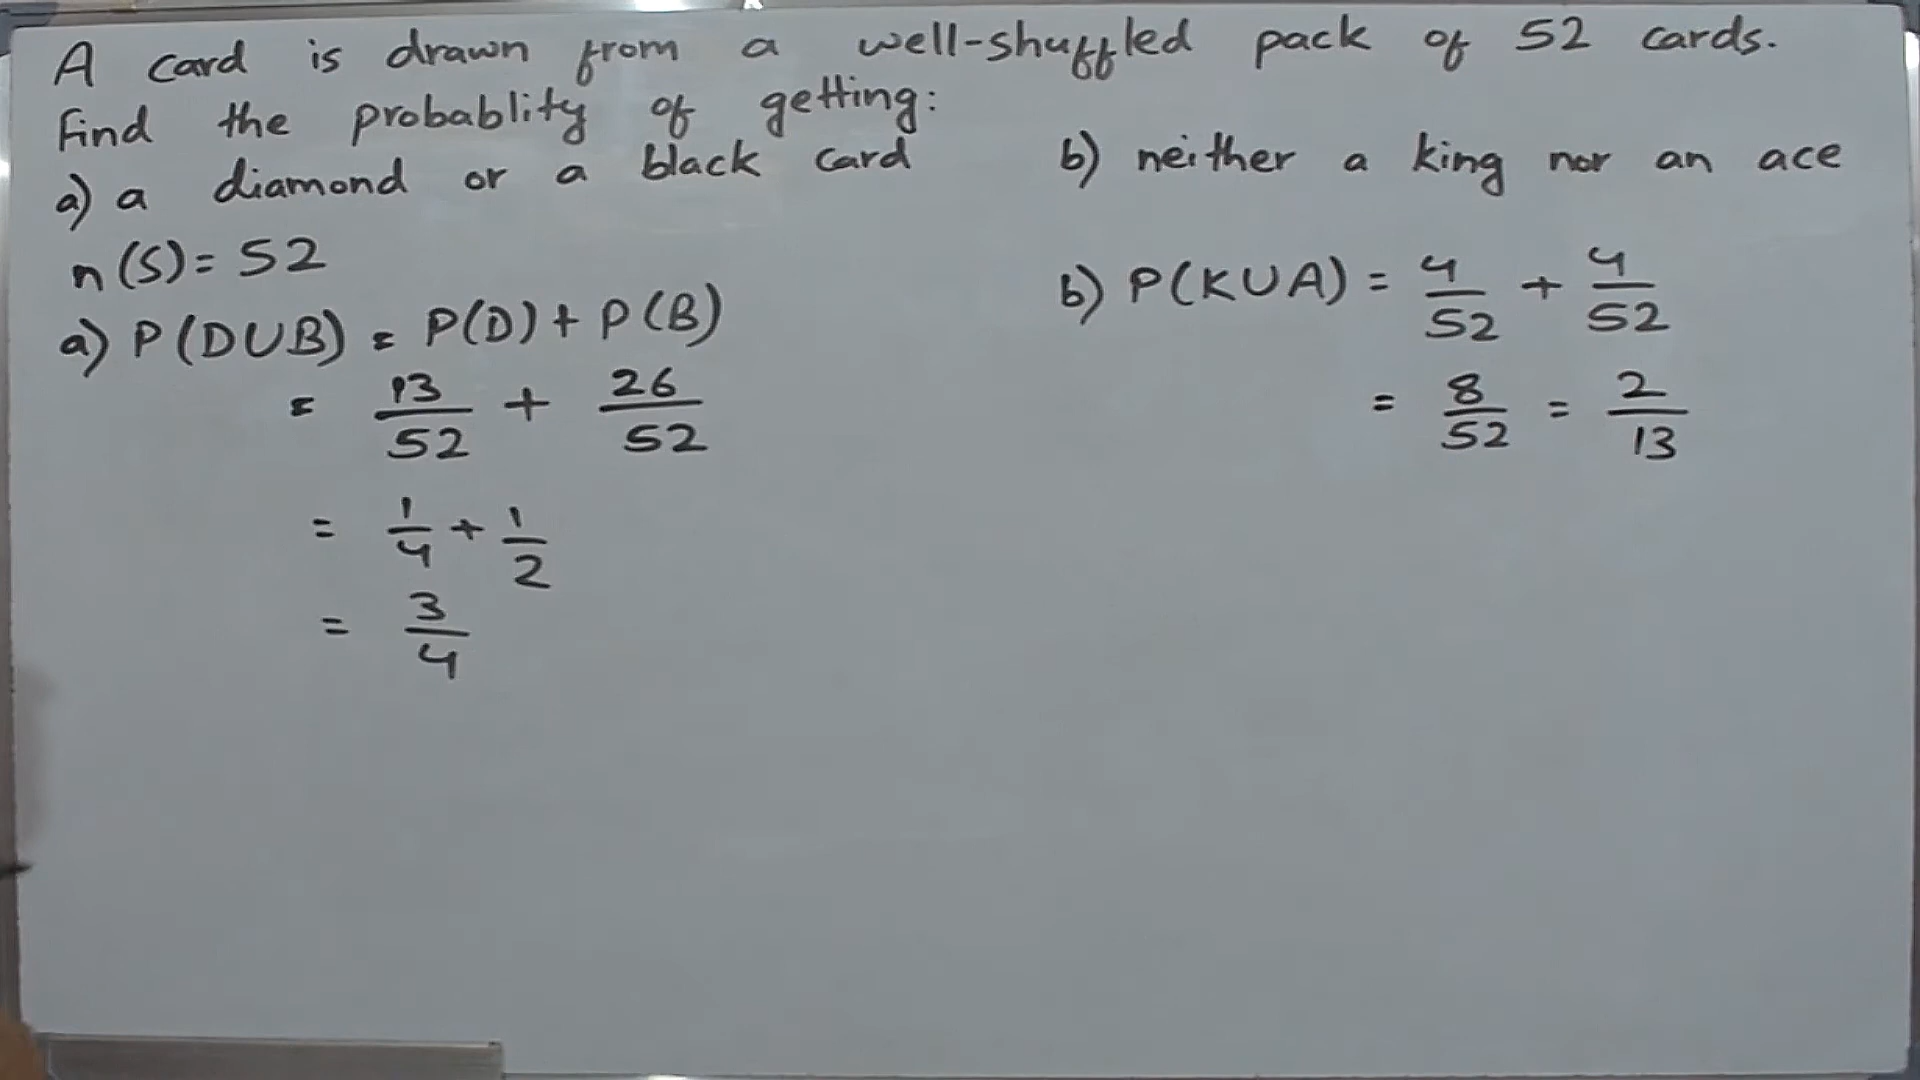 A card is drawn from a well-shuffled pack of 52 cards.
Find the probablity of getting:
a) a diamond or a black card
b) neither a king nor an ace
n(S) = 52
a) P(DUB) = P(D) + P(B)
= 13/52 + 26/52
= 1/4 + 1/2
= 3/4
b) P(KUA) = 4/52 + 4/52
= 8/52 = 2/13